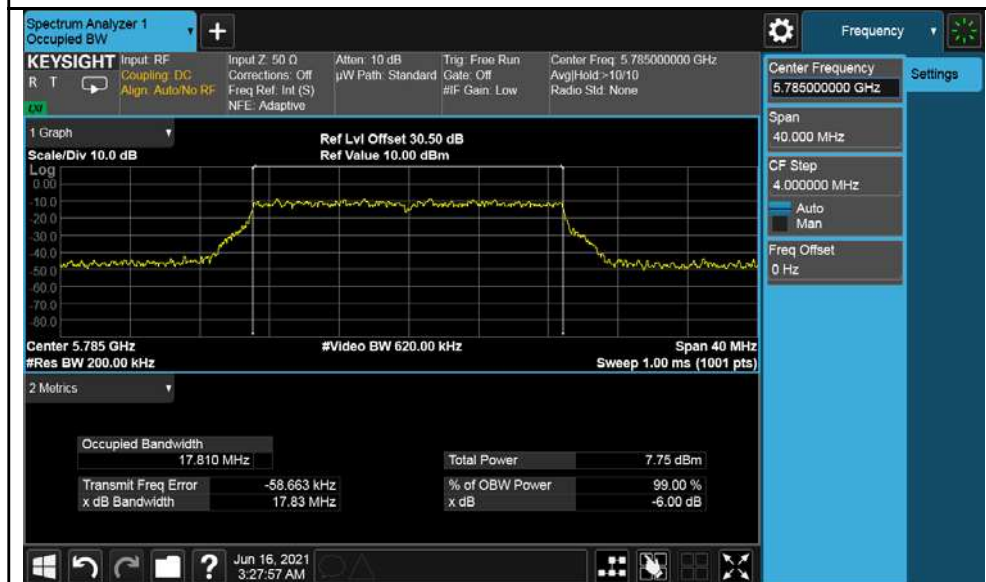 Spectrum Analyzer 1
Occupied BW
+
Frequency
KEYSIGHT
R T
Input: RF
Coupling: DC
Align: Auto/No RF
Input Z: 50 Ω
Corrections: Off
Freq Ref: Int (S)
NFE: Adaptive
Atten: 10 dB
µW Path: Standard
Trig: Free Run
Gate: Off
#IF Gain: Low
Center Freq: 5.785000000 GHz
Avg|Hold:>10/10
Radio Std: None
Center Frequency
5.785000000 GHz
Settings
Span
40.000 MHz
CF Step
4.000000 MHz
Auto
Man
Freq Offset
0 Hz
1 Graph
Scale/Div 10.0 dB
Ref Lvl Offset 30.50 dB
Ref Value 10.00 dBm
Log
0.00
-10.0
-20.0
-30.0
-40.0
-50.0
-60.0
-70.0
-80.0
Center 5.785 GHz
#Video BW 620.00 kHz
Span 40 MHz
#Res BW 200.00 kHz
Sweep 1.00 ms (1001 pts)
2 Metrics
Occupied Bandwidth
17.810 MHz
Total Power 7.75 dBm
Transmit Freq Error -58.663 kHz
% of OBW Power 99.00 %
x dB Bandwidth 17.83 MHz
x dB -6.00 dB
?
Jun 16, 2021
3:27:57 AM